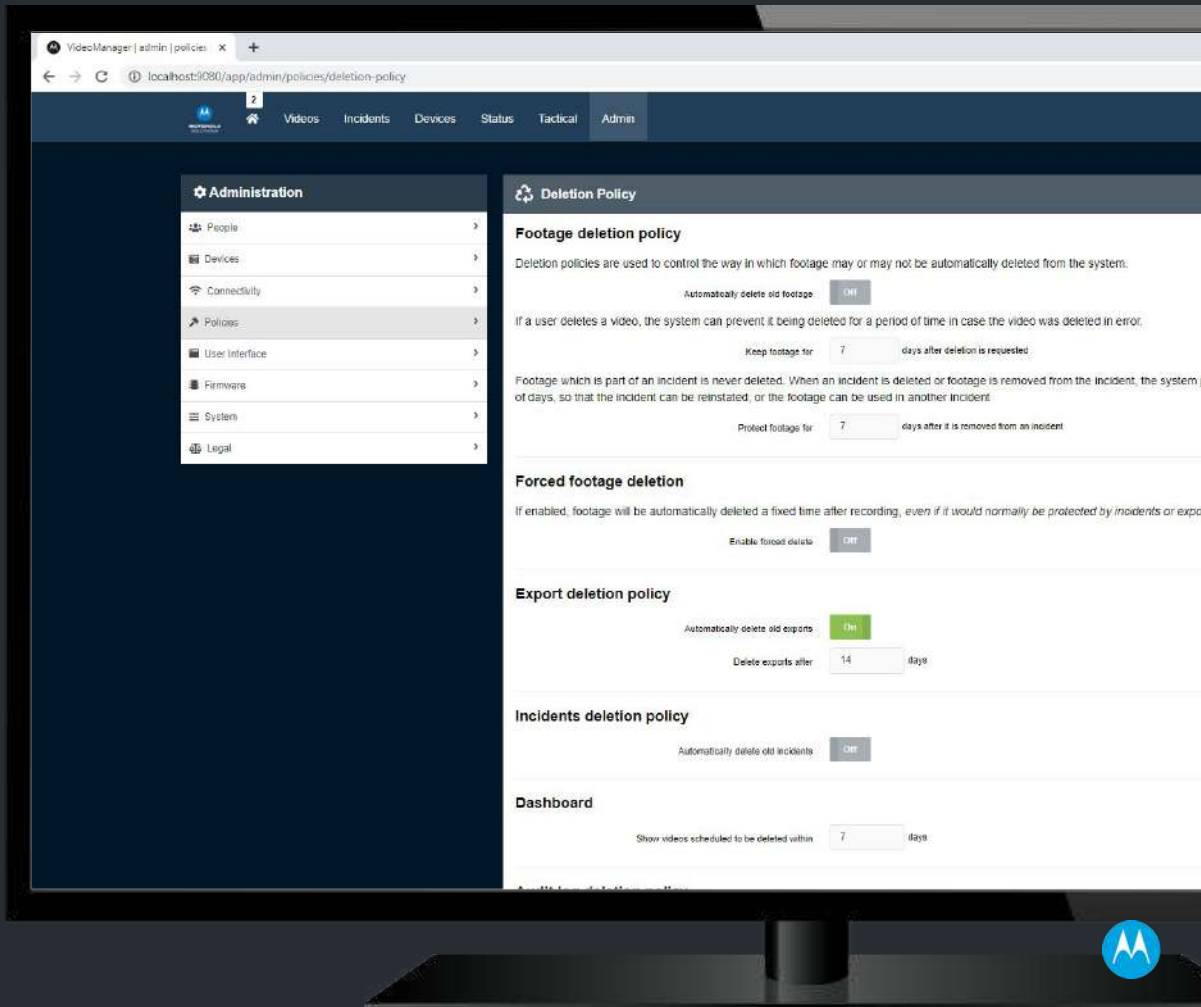 VideoManager | admin | policies
localhost:9080/app/admin/policies/deletion-policy
2
MOTOROLA
Videos Incidents Devices Status Tactical Admin
Administration
People
Devices
Connectivity
Policies
User Interface
Firmware
System
Legal
Deletion Policy
Footage deletion policy
Deletion policies are used to control the way in which footage may or may not be automatically deleted from the system.
Automatically delete old footage Off
If a user deletes a video, the system can prevent it being deleted for a period of time in case the video was deleted in error.
Keep footage for 7 days after deletion is requested
Footage which is part of an incident is never deleted. When an incident is deleted or footage is removed from the incident, the system
of days, so that the incident can be reinstated, or the footage can be used in another incident
Protect footage for 7 days after it is removed from an incident
Forced footage deletion
If enabled, footage will be automatically deleted a fixed time after recording, even if it would normally be protected by incidents or expo
Enable forced delete Off
Export deletion policy
Automatically delete old exports On
Delete exports after 14 days
Incidents deletion policy
Automatically delete old incidents Off
Dashboard
Show videos scheduled to be deleted within 7 days